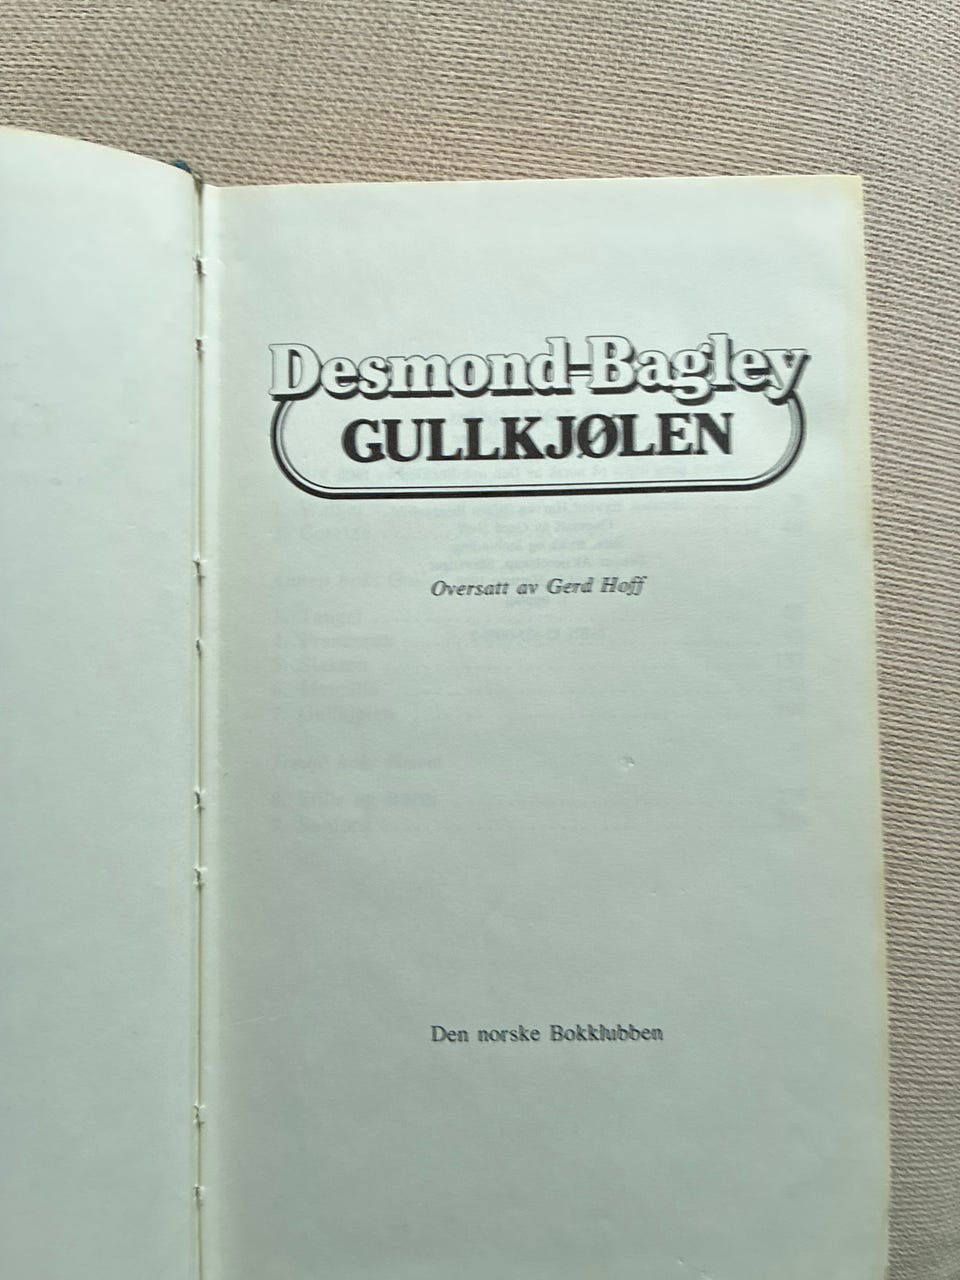 Desmond Bagley
GULLKJØLEN
Oversatt av Gerd Hoff
Den norske Bokklubben